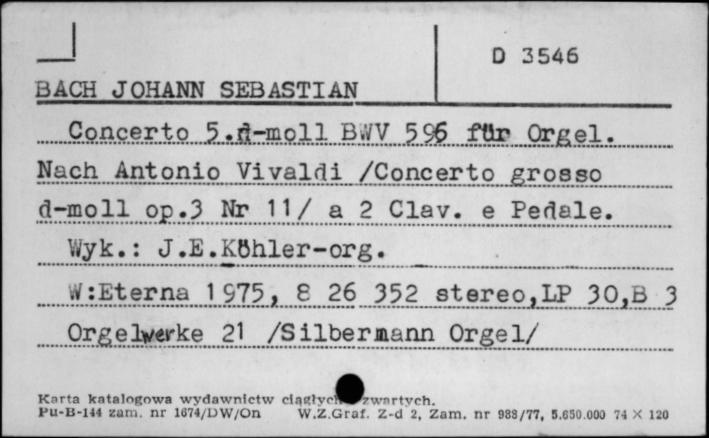 D 3546
BACH JOHANN SEBASTIAN
Concerto 5.d-moll BWV 596 für Orgel.
Nach Antonio Vivaldi /Concerto grosso
d-moll op.3 Nr 11/ a 2 Clav. e Pedale.
Wyk.: J.E.Köhler-org.
W:Eterna 1975, 8 26 352 stereo,LP 30,B 3
Orgelwerke 21 /Silbermann Orgel/
Karta katalogowa wydawnictw ciągłych zwartych.
Pu-B-144 zam. nr 1674/DW/On W.Z.Graf. Z-d 2, Zam. nr 988/77, 5.650.000 74 X 120